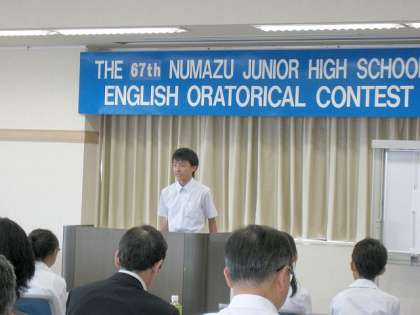 THE 67th NUMAZU JUNIOR HIGH SCHOOL
ENGLISH ORATORICAL CONTEST